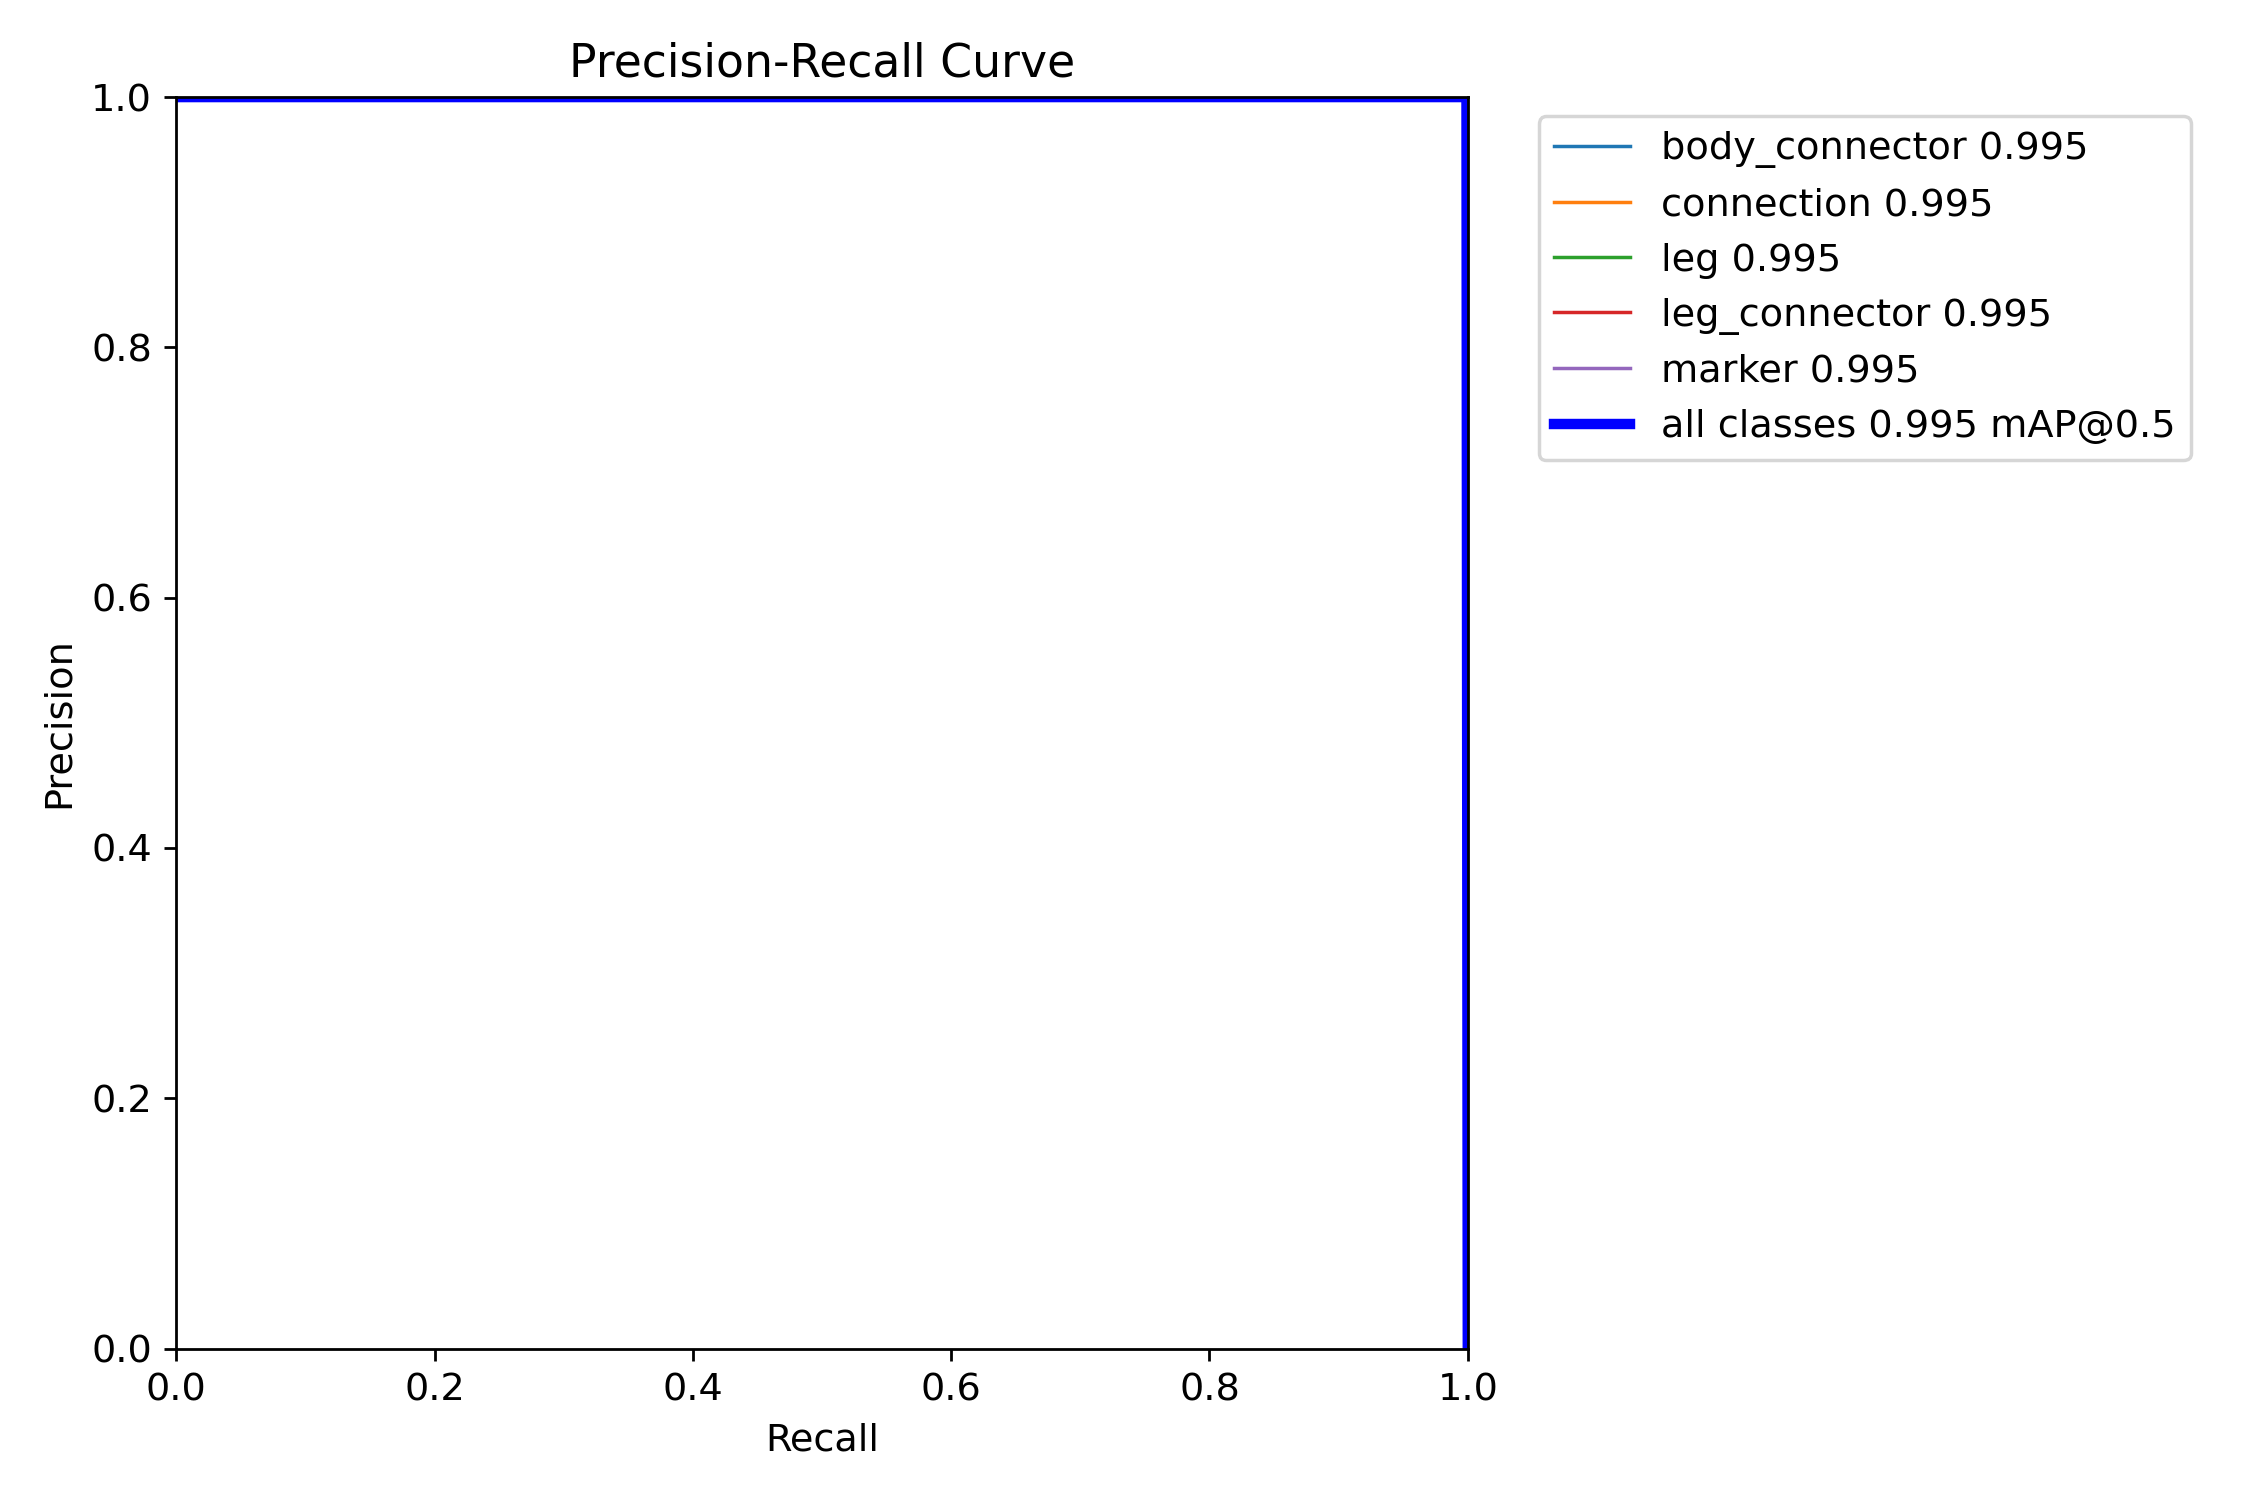 Precision-Recall Curve
1.0
0.8
0.6
0.4
0.2
0.0
Precision
0.0 0.2 0.4 0.6 0.8 1.0
Recall
body_connector 0.995
connection 0.995
leg 0.995
leg_connector 0.995
marker 0.995
all classes 0.995 mAP@0.5